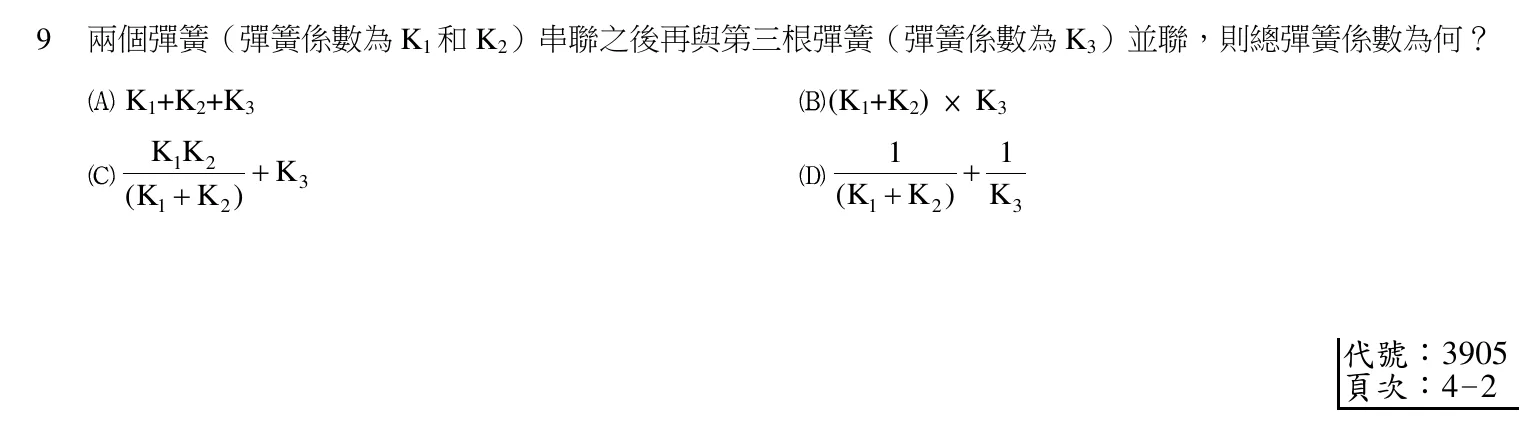 9 兩個彈簧（彈簧係數為 K₁和 K₂）串聯之後再與第三根彈簧（彈簧係數為 K₃）並聯，則總彈簧係數為何？
(A) K₁+K₂+K₃ (B)(K₁+K₂) × K₃
(C) K₁K₂/(K₁ + K₂) + K₃ (D) 1/(K₁ + K₂) + 1/K₃
代號：3905
頁次：4-2